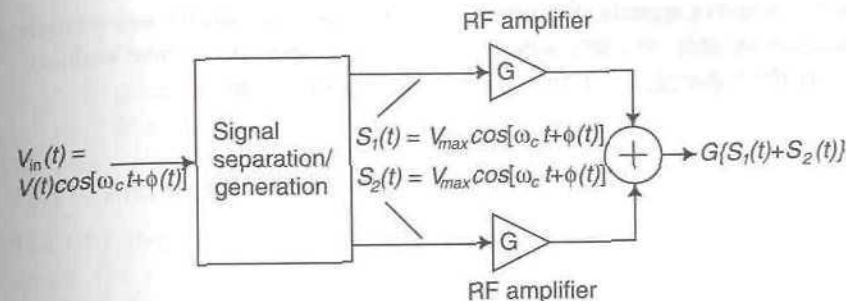 RF amplifier
G
V_in(t) =
V(t)cos[ω_c t+ϕ(t)]
Signal
separation/
generation
S_1(t) = V_max cos[ω_c t+ϕ(t)]
S_2(t) = V_max cos[ω_c t+ϕ(t)]
+
G{S_1(t)+S_2(t)}
G
RF amplifier